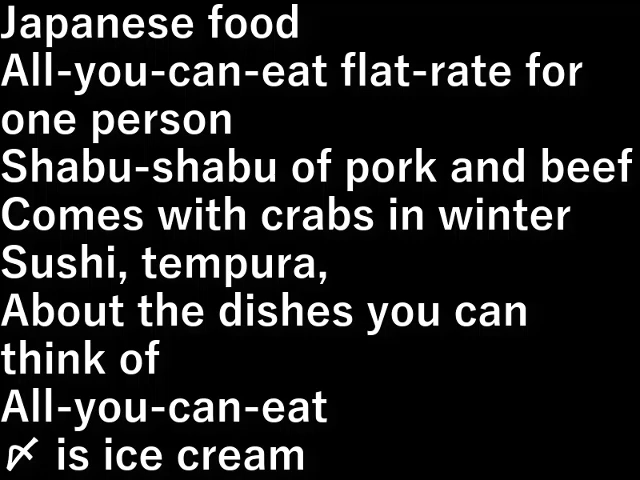 Japanese food
All-you-can-eat flat-rate for
one person
Shabu-shabu of pork and beef
Comes with crabs in winter
Sushi, tempura,
About the dishes you can
think of
All-you-can-eat
〆 is ice cream